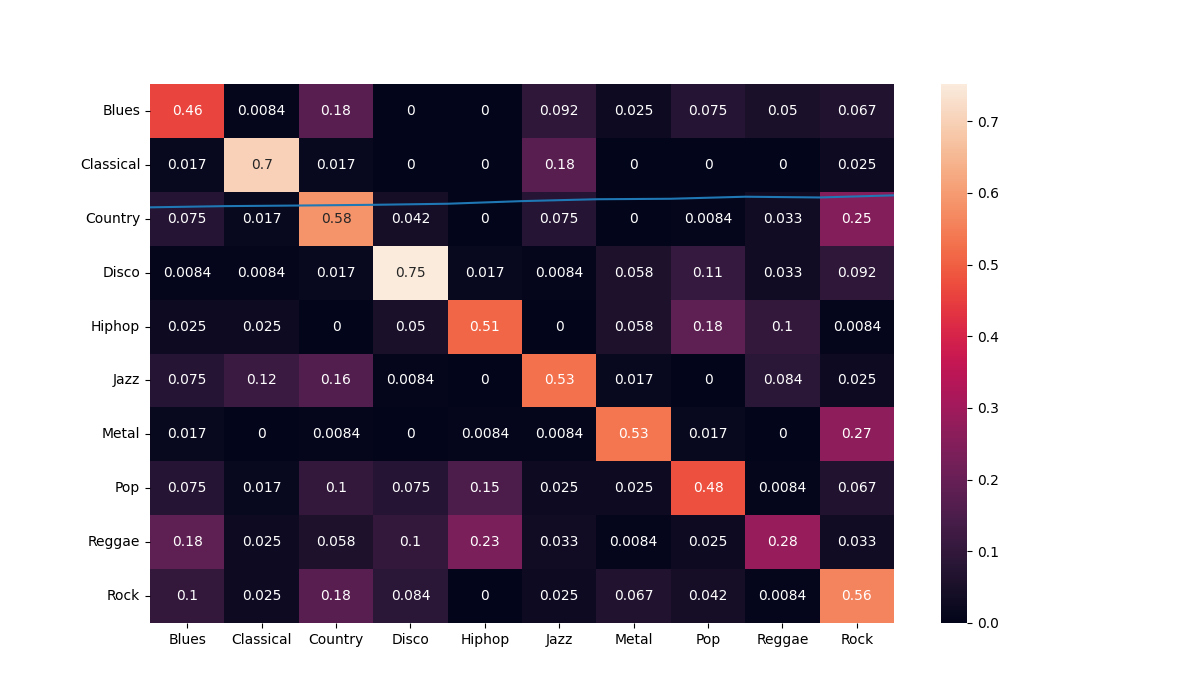 Blues 0.46 0.0084 0.18 0 0 0.092 0.025 0.075 0.05 0.067
0.7
Classical 0.017 0.7 0.017 0 0 0.18 0 0 0 0.025
0.6
Country 0.075 0.017 0.58 0.042 0 0.075 0 0.0084 0.033 0.25
Disco 0.0084 0.0084 0.017 0.75 0.017 0.0084 0.058 0.11 0.033 0.092
0.5
Hiphop 0.025 0.025 0 0.05 0.51 0 0.058 0.18 0.1 0.0084
0.4
Jazz 0.075 0.12 0.16 0.0084 0 0.53 0.017 0 0.084 0.025
0.3
Metal 0.017 0 0.0084 0 0.0084 0.0084 0.53 0.017 0 0.27
0.2
Pop 0.075 0.017 0.1 0.075 0.15 0.025 0.025 0.48 0.0084 0.067
Reggae 0.18 0.025 0.058 0.1 0.23 0.033 0.0084 0.025 0.28 0.033
0.1
Rock 0.1 0.025 0.18 0.084 0 0.025 0.067 0.042 0.0084 0.56
0.0
Blues Classical Country Disco Hiphop Jazz Metal Pop Reggae Rock